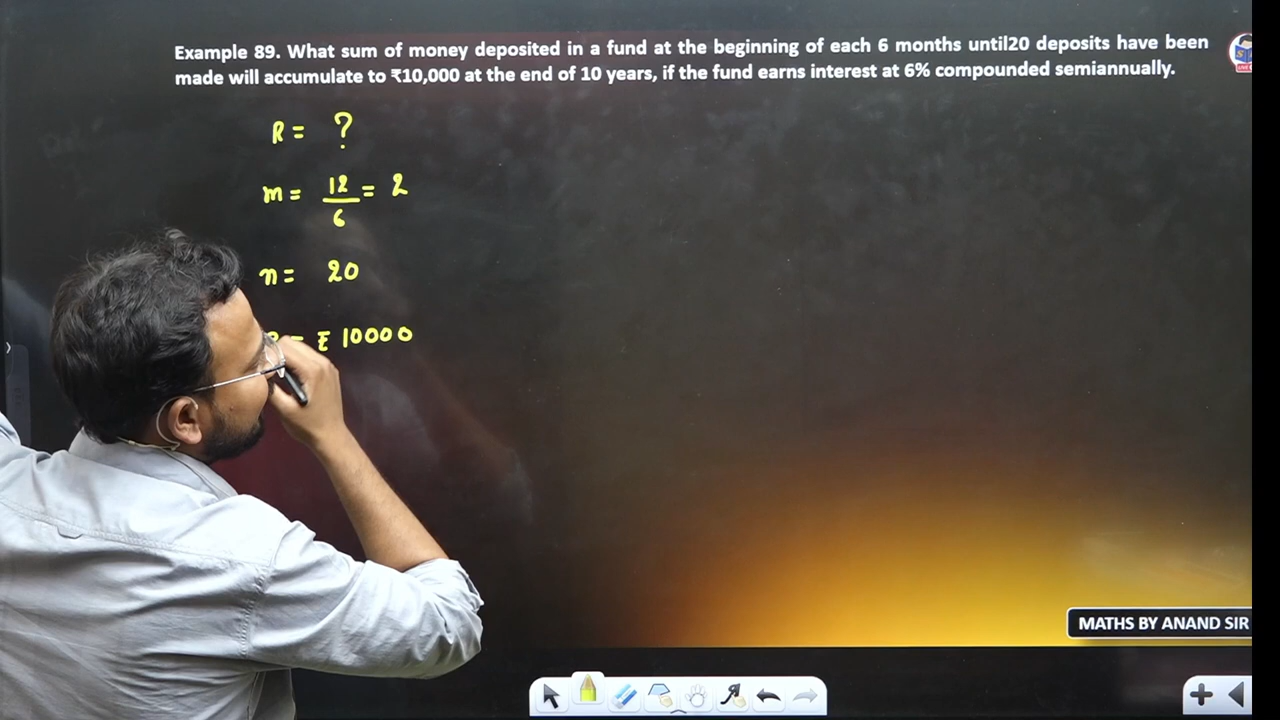 Example 89. What sum of money deposited in a fund at the beginning of each 6 months until20 deposits have been
made will accumulate to ₹10,000 at the end of 10 years, if the fund earns interest at 6% compounded semiannually.
R = ?
m = 12/6 = 2
n = 20
= ₹ 10000
MATHS BY ANAND SIR